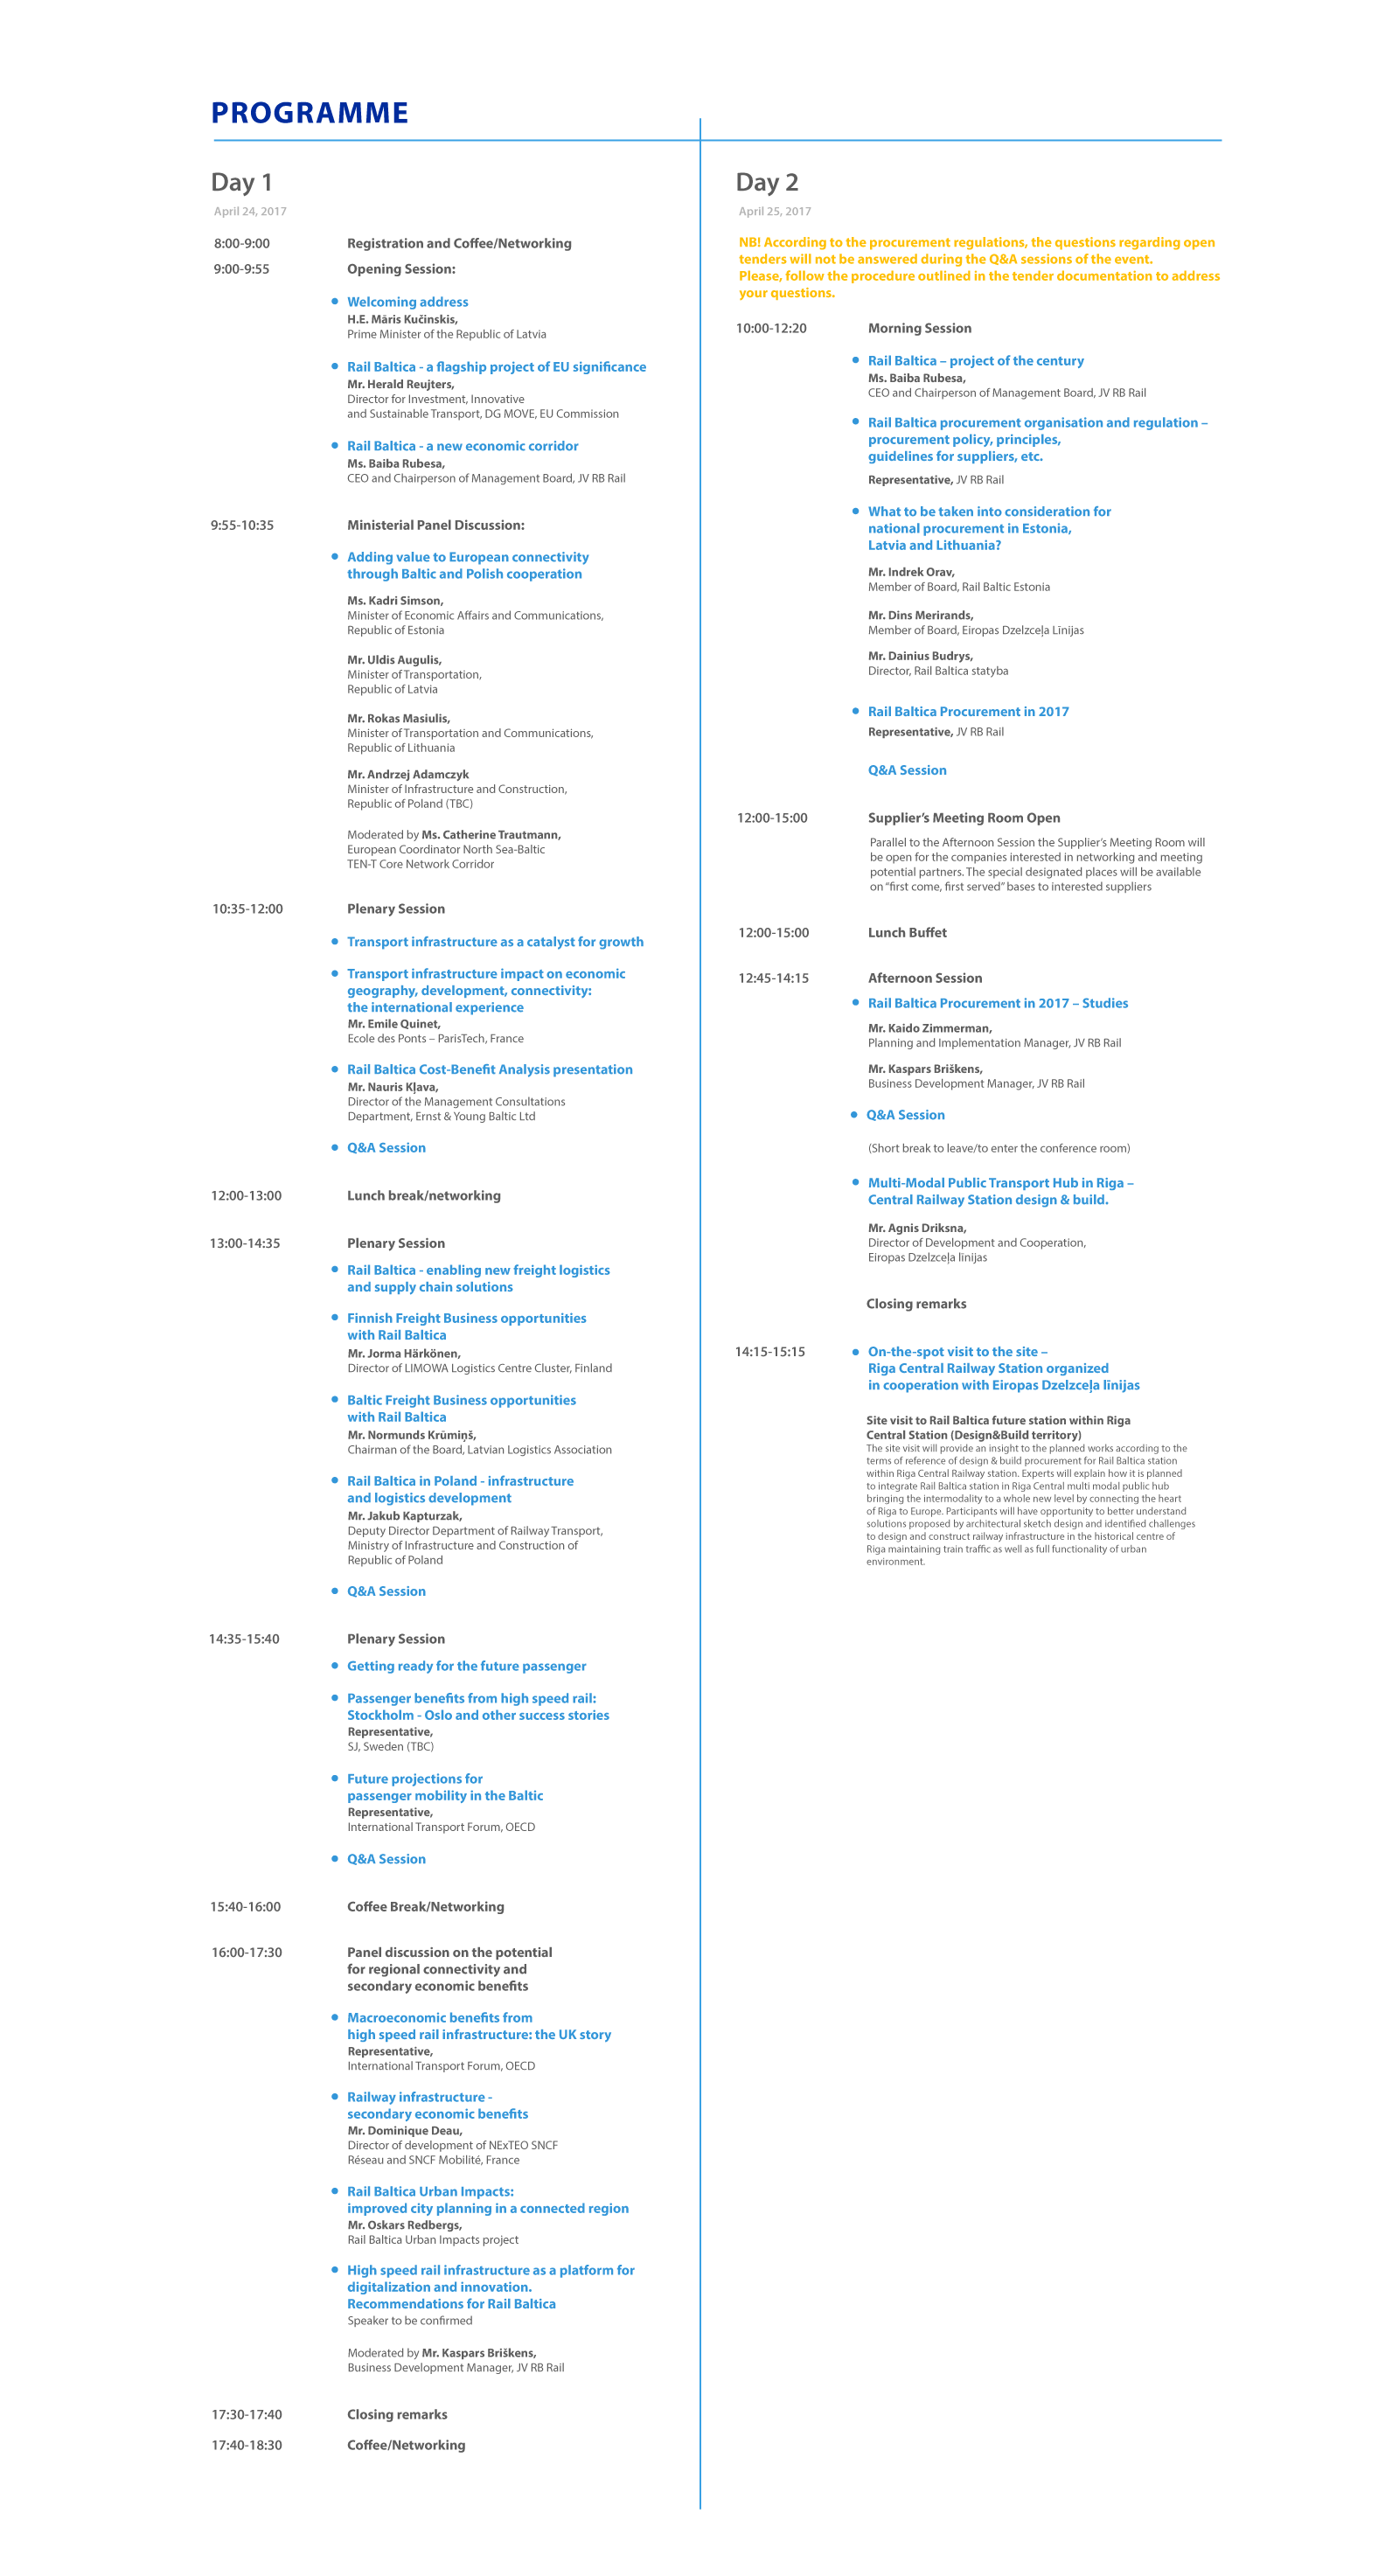 PROGRAMME
Day 1
April 24, 2017
8:00-9:00 Registration and Coffee/Networking
9:00-9:55 Opening Session:
• Welcoming address
H.E. Māris Kučinskis,
Prime Minister of the Republic of Latvia
• Rail Baltica - a flagship project of EU significance
Mr. Herald Reujters,
Director for Investment, Innovative
and Sustainable Transport, DG MOVE, EU Commission
• Rail Baltica - a new economic corridor
Ms. Baiba Rubesa,
CEO and Chairperson of Management Board, JV RB Rail
9:55-10:35 Ministerial Panel Discussion:
• Adding value to European connectivity
through Baltic and Polish cooperation
Ms. Kadri Simson,
Minister of Economic Affairs and Communications,
Republic of Estonia
Mr. Uldis Augulis,
Minister of Transportation,
Republic of Latvia
Mr. Rokas Masiulis,
Minister of Transportation and Communications,
Republic of Lithuania
Mr. Andrzej Adamczyk
Minister of Infrastructure and Construction,
Republic of Poland (TBC)
Moderated by Ms. Catherine Trautmann,
European Coordinator North Sea-Baltic
TEN-T Core Network Corridor
10:35-12:00 Plenary Session
• Transport infrastructure as a catalyst for growth
• Transport infrastructure impact on economic
geography, development, connectivity:
the international experience
Mr. Emile Quinet,
Ecole des Ponts – ParisTech, France
• Rail Baltica Cost-Benefit Analysis presentation
Mr. Nauris Kļava,
Director of the Management Consultations
Department, Ernst & Young Baltic Ltd
• Q&A Session
12:00-13:00 Lunch break/networking
13:00-14:35 Plenary Session
• Rail Baltica - enabling new freight logistics
and supply chain solutions
• Finnish Freight Business opportunities
with Rail Baltica
Mr. Jorma Härkönen,
Director of LIMOWA Logistics Centre Cluster, Finland
• Baltic Freight Business opportunities
with Rail Baltica
Mr. Normunds Krūmiņš,
Chairman of the Board, Latvian Logistics Association
• Rail Baltica in Poland - infrastructure
and logistics development
Mr. Jakub Kapturzak,
Deputy Director Department of Railway Transport,
Ministry of Infrastructure and Construction of
Republic of Poland
• Q&A Session
14:35-15:40 Plenary Session
• Getting ready for the future passenger
• Passenger benefits from high speed rail:
Stockholm - Oslo and other success stories
Representative,
SJ, Sweden (TBC)
• Future projections for
passenger mobility in the Baltic
Representative,
International Transport Forum, OECD
• Q&A Session
15:40-16:00 Coffee Break/Networking
16:00-17:30 Panel discussion on the potential
for regional connectivity and
secondary economic benefits
• Macroeconomic benefits from
high speed rail infrastructure: the UK story
Representative,
International Transport Forum, OECD
• Railway infrastructure -
secondary economic benefits
Mr. Dominique Deau,
Director of development of NExTEO SNCF
Réseau and SNCF Mobilité, France
• Rail Baltica Urban Impacts:
improved city planning in a connected region
Mr. Oskars Redbergs,
Rail Baltica Urban Impacts project
• High speed rail infrastructure as a platform for
digitalization and innovation.
Recommendations for Rail Baltica
Speaker to be confirmed
Moderated by Mr. Kaspars Briškens,
Business Development Manager, JV RB Rail
17:30-17:40 Closing remarks
17:40-18:30 Coffee/Networking
Day 2
April 25, 2017
NB! According to the procurement regulations, the questions regarding open
tenders will not be answered during the Q&A sessions of the event.
Please, follow the procedure outlined in the tender documentation to address
your questions.
10:00-12:20 Morning Session
• Rail Baltica – project of the century
Ms. Baiba Rubesa,
CEO and Chairperson of Management Board, JV RB Rail
• Rail Baltica procurement organisation and regulation –
procurement policy, principles,
guidelines for suppliers, etc.
Representative, JV RB Rail
• What to be taken into consideration for
national procurement in Estonia,
Latvia and Lithuania?
Mr. Indrek Orav,
Member of Board, Rail Baltic Estonia
Mr. Dins Merirands,
Member of Board, Eiropas Dzelzceļa Līnijas
Mr. Dainius Budrys,
Director, Rail Baltica statyba
• Rail Baltica Procurement in 2017
Representative, JV RB Rail
Q&A Session
12:00-15:00 Supplier’s Meeting Room Open
Parallel to the Afternoon Session the Supplier’s Meeting Room will
be open for the companies interested in networking and meeting
potential partners. The special designated places will be available
on “first come, first served” bases to interested suppliers
12:00-15:00 Lunch Buffet
12:45-14:15 Afternoon Session
• Rail Baltica Procurement in 2017 – Studies
Mr. Kaido Zimmerman,
Planning and Implementation Manager, JV RB Rail
Mr. Kaspars Briškens,
Business Development Manager, JV RB Rail
• Q&A Session
(Short break to leave/to enter the conference room)
• Multi-Modal Public Transport Hub in Riga –
Central Railway Station design & build.
Mr. Agnis Driksna,
Director of Development and Cooperation,
Eiropas Dzelzceļa līnijas
Closing remarks
14:15-15:15 • On-the-spot visit to the site –
Riga Central Railway Station organized
in cooperation with Eiropas Dzelzceļa līnijas
Site visit to Rail Baltica future station within Riga
Central Station (Design&Build territory)
The site visit will provide an insight to the planned works according to the
terms of reference of design & build procurement for Rail Baltica station
within Riga Central Railway station. Experts will explain how it is planned
to integrate Rail Baltica station in Riga Central multi modal public hub
bringing the intermodality to a whole new level by connecting the heart
of Riga to Europe. Participants will have opportunity to better understand
solutions proposed by architectural sketch design and identified challenges
to design and construct railway infrastructure in the historical centre of
Riga maintaining train traffic as well as full functionality of urban
environment.